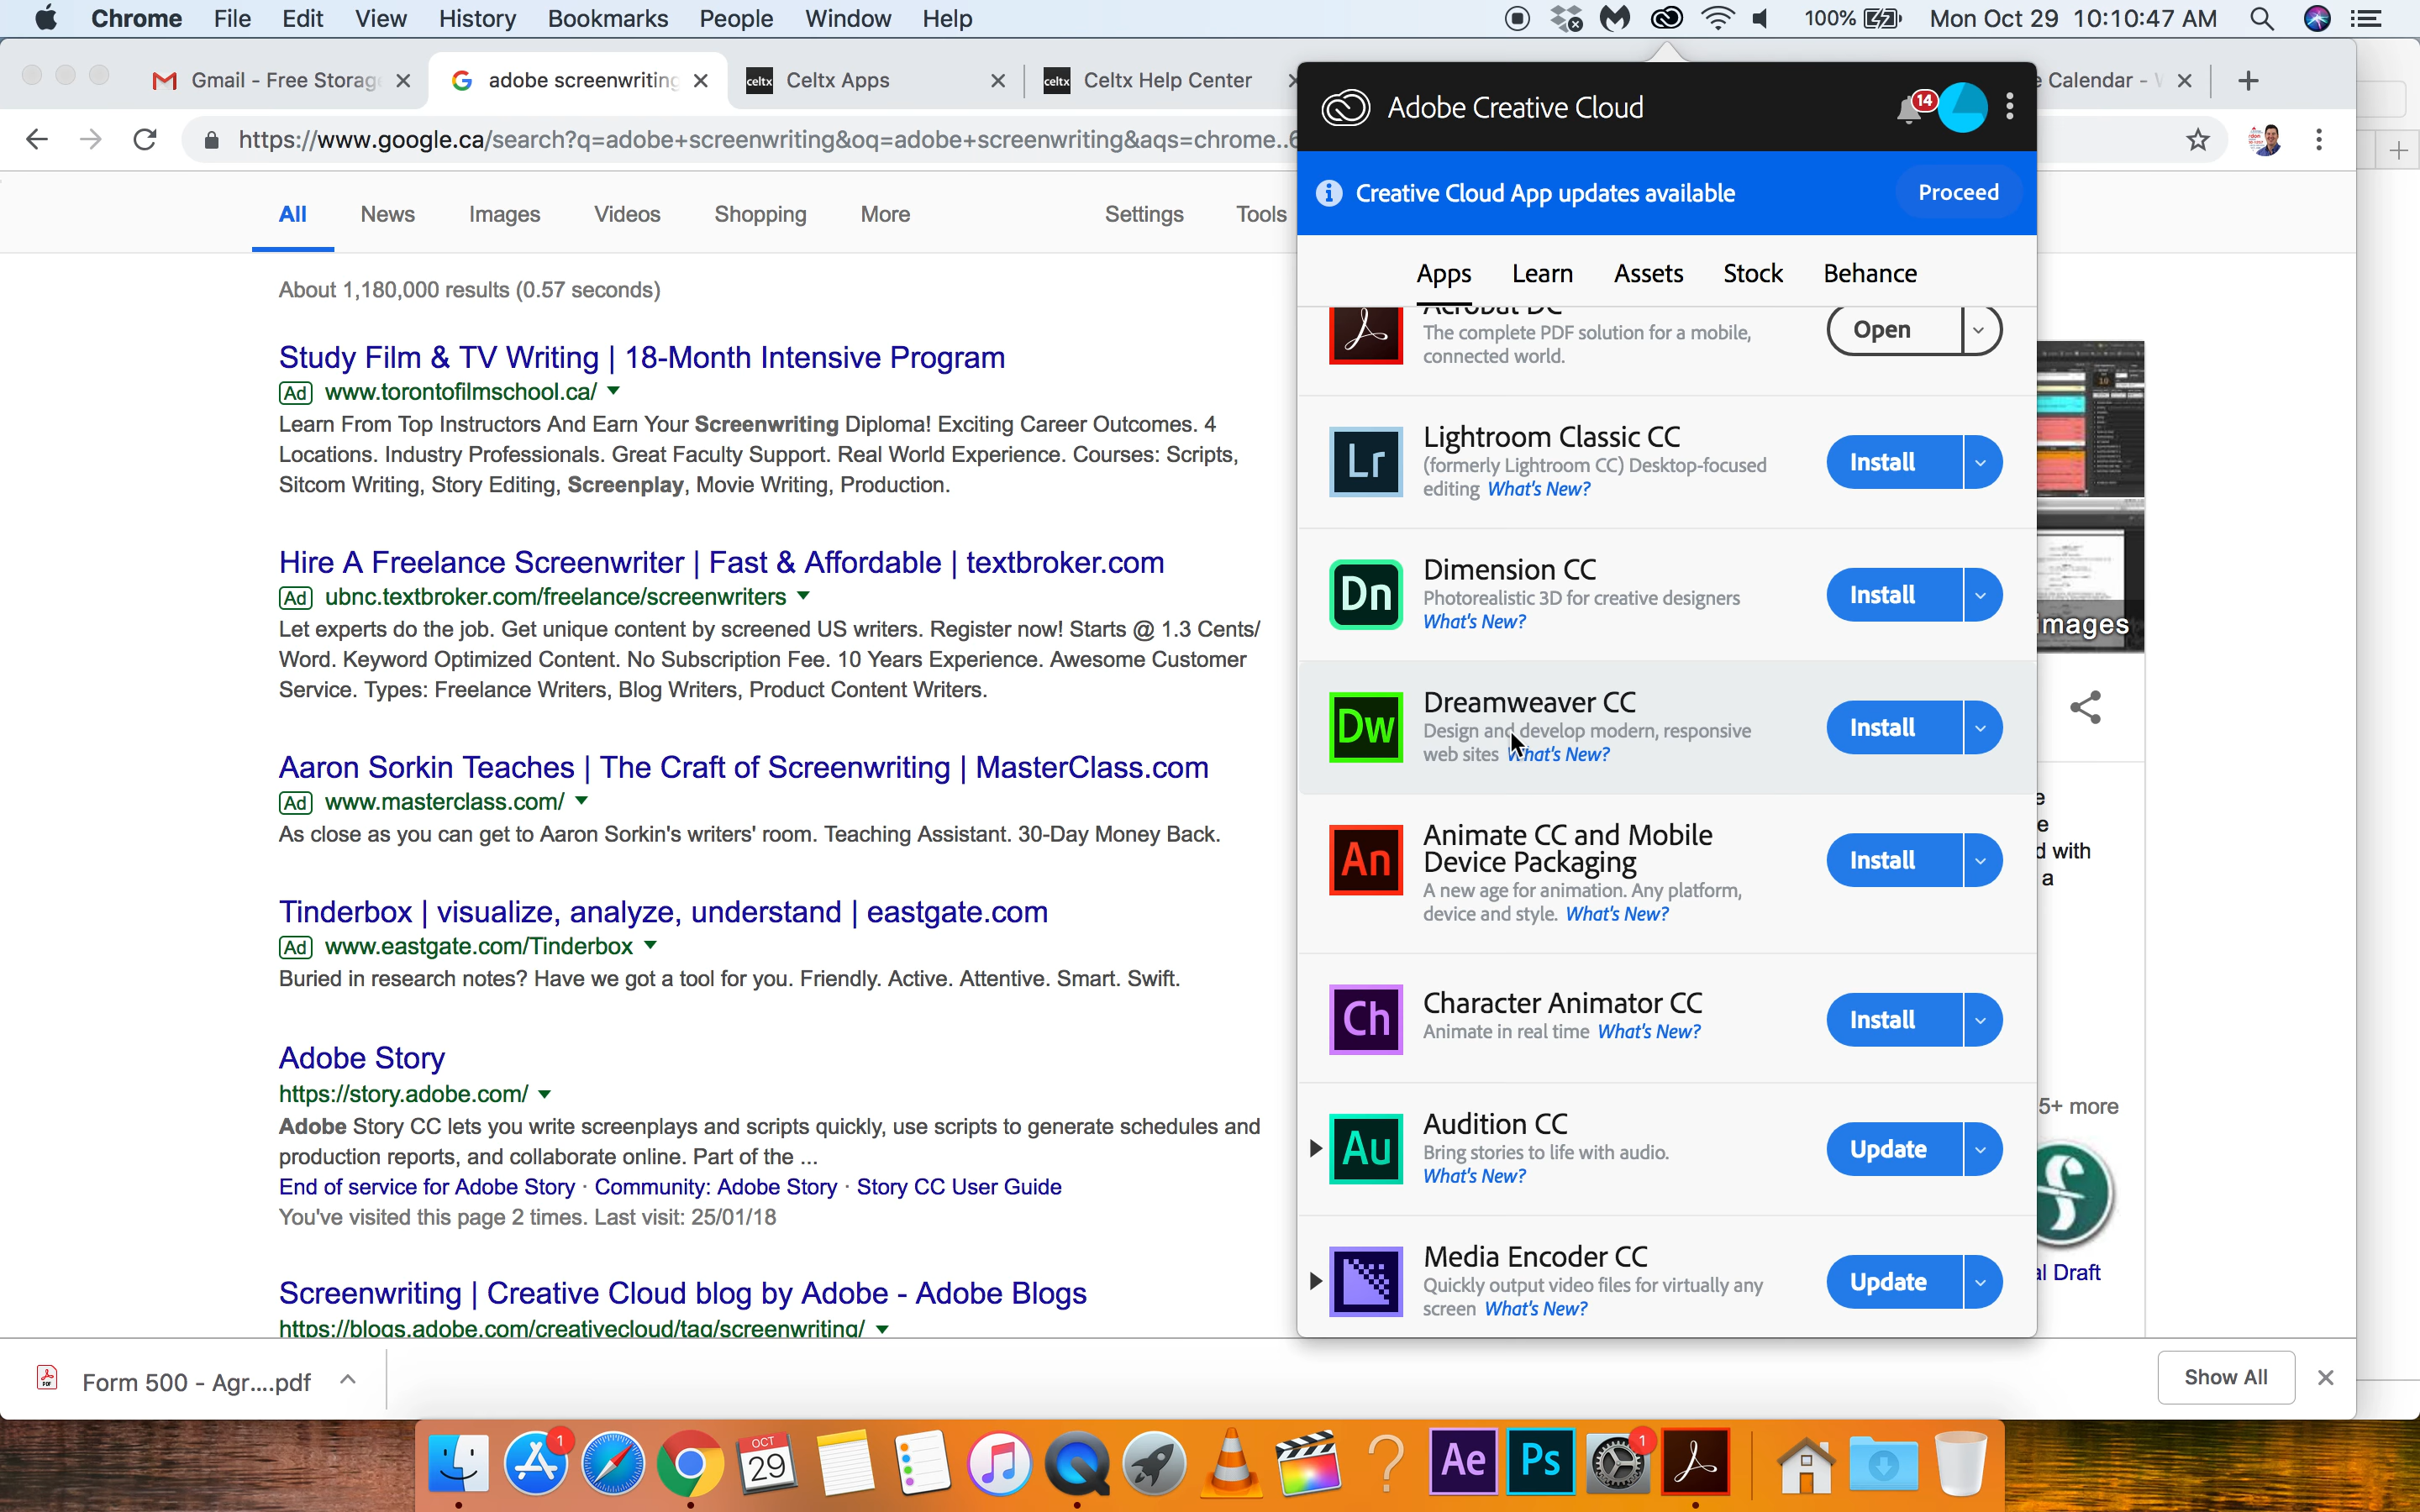 Chrome File Edit View History Bookmarks People Window Help 100% Mon Oct 29 10:10:47 AM
Gmail - Free Storag
adobe screenwriting
celtx Celtx Apps
celtx Celtx Help Center
e Calendar -
https://www.google.ca/search?q=adobe+screenwriting&oq=adobe+screenwriting&aqs=chrome..6
All News Images Videos Shopping More Settings Tools
About 1,180,000 results (0.57 seconds)
Study Film & TV Writing | 18-Month Intensive Program
Ad www.torontofilmschool.ca/
Learn From Top Instructors And Earn Your Screenwriting Diploma! Exciting Career Outcomes. 4
Locations. Industry Professionals. Great Faculty Support. Real World Experience. Courses: Scripts,
Sitcom Writing, Story Editing, Screenplay, Movie Writing, Production.
Hire A Freelance Screenwriter | Fast & Affordable | textbroker.com
Ad ubnc.textbroker.com/freelance/screenwriters
Let experts do the job. Get unique content by screened US writers. Register now! Starts @ 1.3 Cents/
Word. Keyword Optimized Content. No Subscription Fee. 10 Years Experience. Awesome Customer
Service. Types: Freelance Writers, Blog Writers, Product Content Writers.
Aaron Sorkin Teaches | The Craft of Screenwriting | MasterClass.com
Ad www.masterclass.com/
As close as you can get to Aaron Sorkin's writers' room. Teaching Assistant. 30-Day Money Back.
Tinderbox | visualize, analyze, understand | eastgate.com
Ad www.eastgate.com/Tinderbox
Buried in research notes? Have we got a tool for you. Friendly. Active. Attentive. Smart. Swift.
Adobe Story
https://story.adobe.com/
Adobe Story CC lets you write screenplays and scripts quickly, use scripts to generate schedules and
production reports, and collaborate online. Part of the ...
End of service for Adobe Story · Community: Adobe Story · Story CC User Guide
You've visited this page 2 times. Last visit: 25/01/18
Screenwriting | Creative Cloud blog by Adobe - Adobe Blogs
https://blogs.adobe.com/creativecloud/tag/screenwriting/
Adobe Creative Cloud 14
Creative Cloud App updates available Proceed
Apps Learn Assets Stock Behance
Acrobat DC
The complete PDF solution for a mobile,
connected world.
Open
Lr Lightroom Classic CC
(formerly Lightroom CC) Desktop-focused
editing What's New?
Install
Dn Dimension CC
Photorealistic 3D for creative designers
What's New?
Install
Dw Dreamweaver CC
Design and develop modern, responsive
web sites What's New?
Install
An Animate CC and Mobile
Device Packaging
A new age for animation. Any platform,
device and style. What's New?
Install
Ch Character Animator CC
Animate in real time What's New?
Install
Au Audition CC
Bring stories to life with audio.
What's New?
Update
Media Encoder CC
Quickly output video files for virtually any
screen What's New?
Update
images
e
e
d with
a
5+ more
al Draft
Form 500 - Agr....pdf
Show All
1 OCT 29 Ae Ps 1